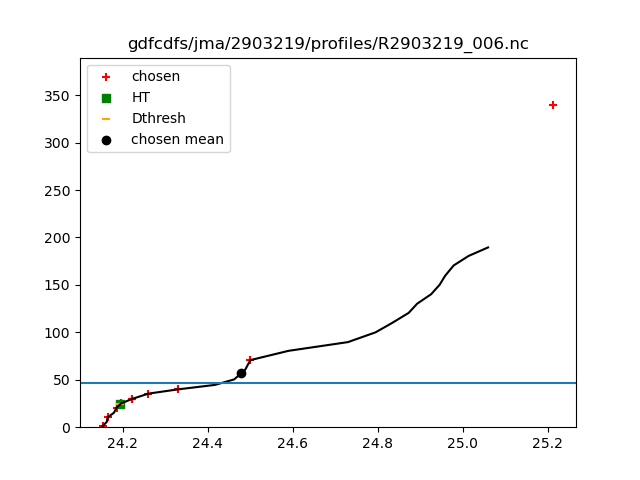 gdfcdfs/jma/2903219/profiles/R2903219_006.nc
chosen
HT
Dthresh
chosen mean
350
300
250
200
150
100
50
0
24.2 24.4 24.6 24.8 25.0 25.2